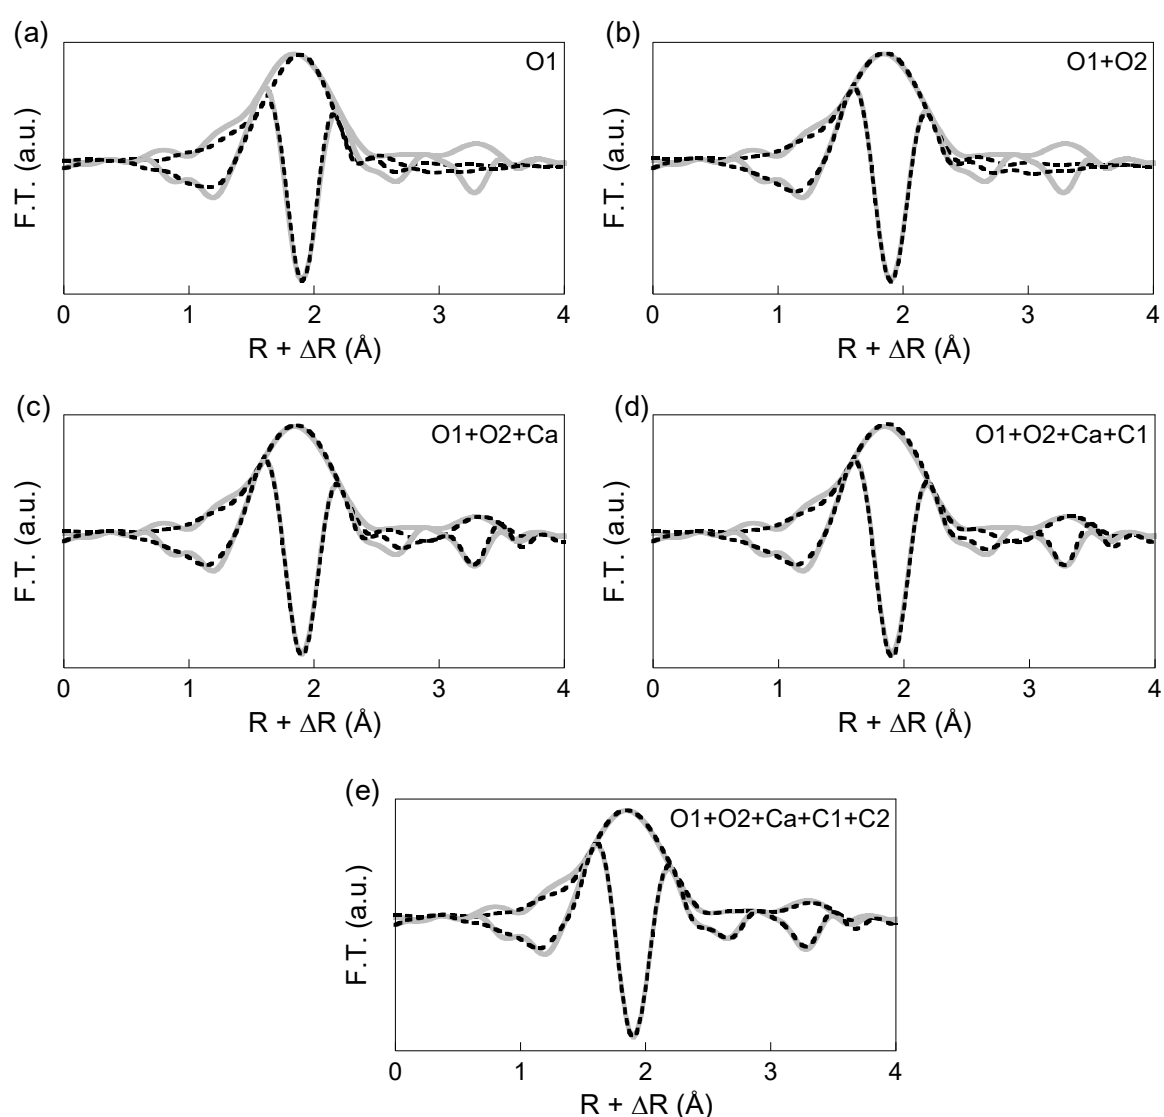 (a)
O1
F.T. (a.u.)
0 1 2 3 4
R + ΔR (Å)
(b)
O1+O2
F.T. (a.u.)
0 1 2 3 4
R + ΔR (Å)
(c)
O1+O2+Ca
F.T. (a.u.)
0 1 2 3 4
R + ΔR (Å)
(d)
O1+O2+Ca+C1
F.T. (a.u.)
0 1 2 3 4
R + ΔR (Å)
(e)
O1+O2+Ca+C1+C2
F.T. (a.u.)
0 1 2 3 4
R + ΔR (Å)